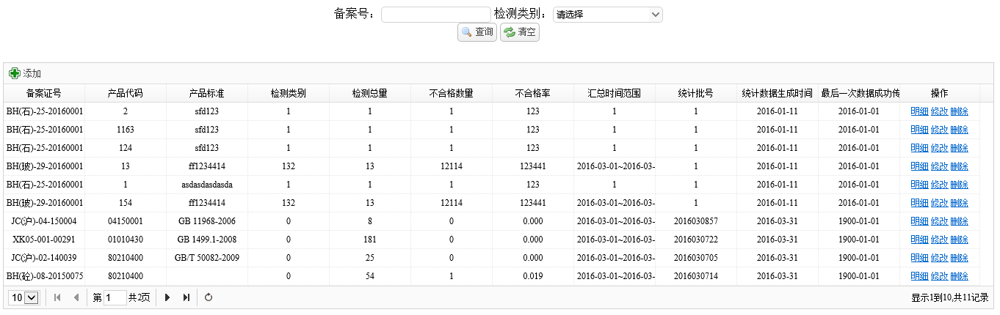 备案号： 检测类别： 请选择
查询 清空
添加
备案证号 产品代码 产品标准 检测类别 检测总量 不合格数量 不合格率 汇总时间范围 统计批号 统计数据生成时间 最后一次数据成功传 操作
BH(石)-25-20160001 2 sfd123 1 1 1 123 1 1 2016-01-11 2016-01-01 明细 修改 删除
BH(石)-25-20160001 1163 sfd123 1 1 1 123 1 1 2016-01-11 2016-01-01 明细 修改 删除
BH(石)-25-20160001 124 sfd123 1 1 1 123 1 1 2016-01-11 2016-01-01 明细 修改 删除
BH(玻)-29-20160001 13 ff1234414 132 13 12114 123441 2016-03-01~2016-03- 1 2016-01-11 2016-01-01 明细 修改 删除
BH(石)-25-20160001 1 asdasdasdasda 1 1 1 123 1 1 2016-01-11 2016-01-01 明细 修改 删除
BH(玻)-29-20160001 154 ff1234414 132 13 12114 123441 2016-03-01~2016-03- 1 2016-01-11 2016-01-01 明细 修改 删除
JC(沪)-04-150004 04150001 GB 11968-2006 0 8 0 0.000 2016-03-01~2016-03- 2016030857 2016-03-31 1900-01-01 明细 修改 删除
XK05-001-00291 01010430 GB 1499.1-2008 0 181 0 0.000 2016-03-01~2016-03- 2016030722 2016-03-31 1900-01-01 明细 修改 删除
JC(沪)-02-140039 80210400 GB/T 50082-2009 0 25 0 0.000 2016-03-01~2016-03- 2016030705 2016-03-31 1900-01-01 明细 修改 删除
BH(砼)-08-20150075 80210400 0 54 1 0.019 2016-03-01~2016-03- 2016030714 2016-03-31 1900-01-01 明细 修改 删除
10 第 1 共2页 显示1到10,共11记录